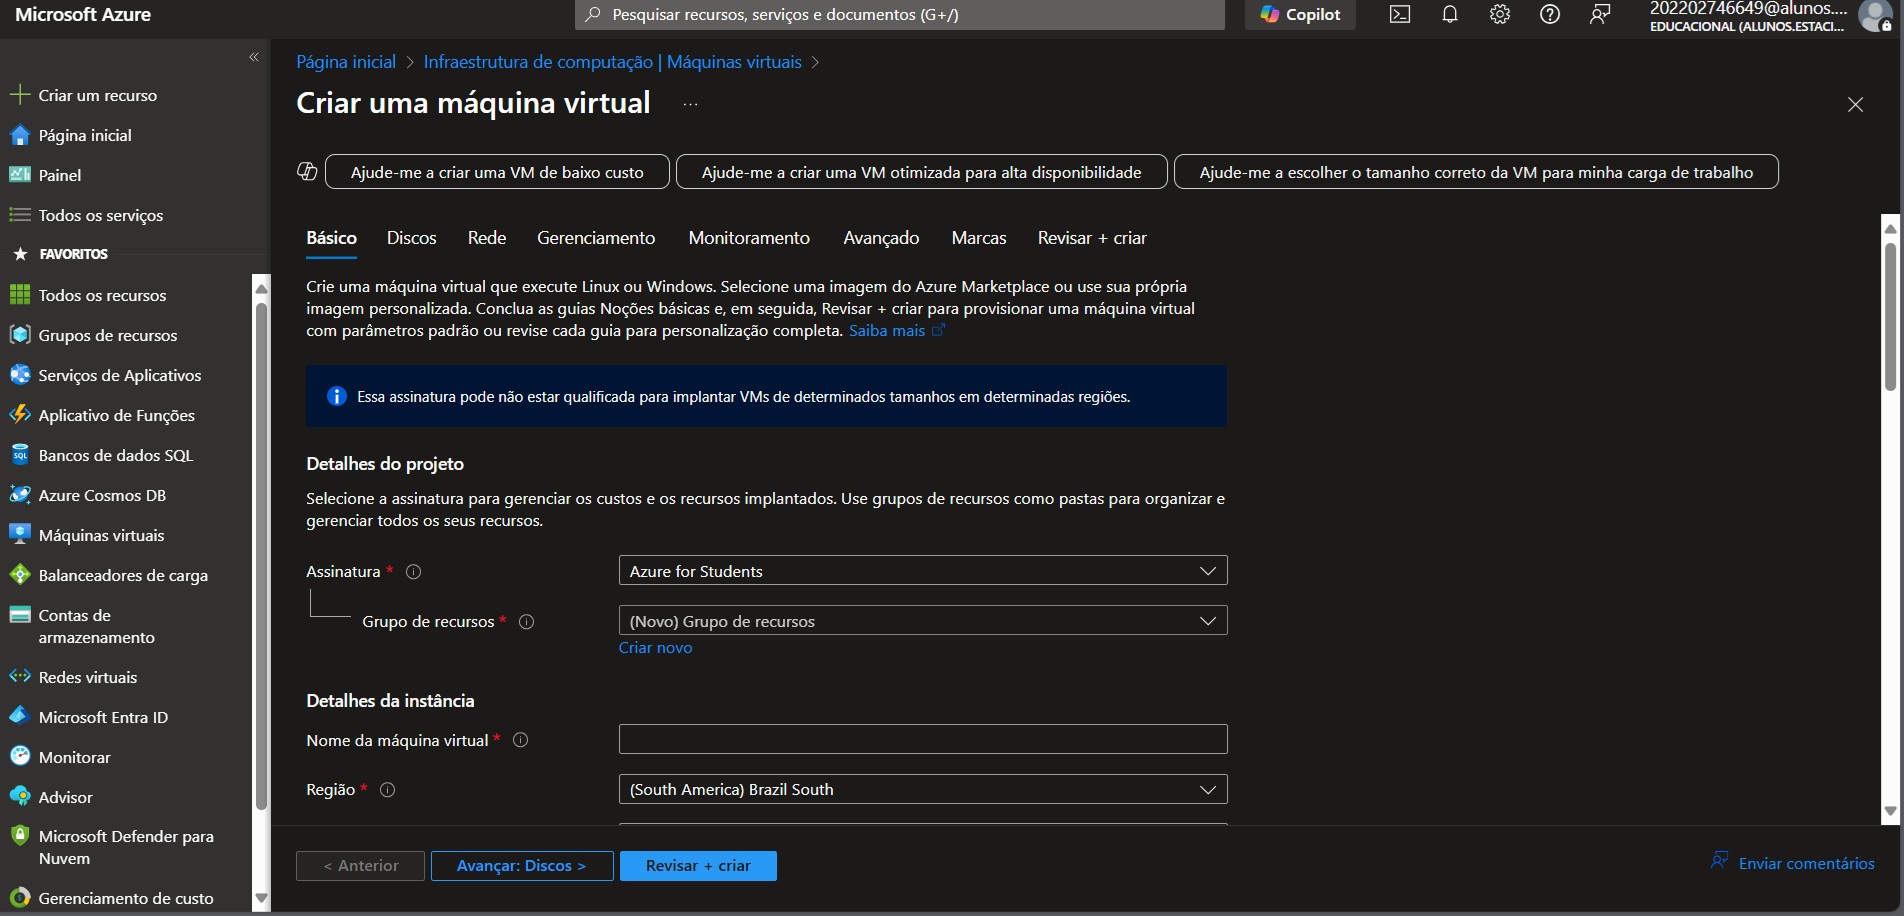 Microsoft Azure
Pesquisar recursos, serviços e documentos (G+/)
Copilot
202202746649@alunos....
EDUCACIONAL (ALUNOS.ESTACI...
Criar um recurso
Página inicial
Painel
Todos os serviços
FAVORITOS
Todos os recursos
Grupos de recursos
Serviços de Aplicativos
Aplicativo de Funções
Bancos de dados SQL
Azure Cosmos DB
Máquinas virtuais
Balanceadores de carga
Contas de
armazenamento
Redes virtuais
Microsoft Entra ID
Monitorar
Advisor
Microsoft Defender para
Nuvem
Gerenciamento de custo
Página inicial > Infraestrutura de computação | Máquinas virtuais >
Criar uma máquina virtual ...
Ajude-me a criar uma VM de baixo custo
Ajude-me a criar uma VM otimizada para alta disponibilidade
Ajude-me a escolher o tamanho correto da VM para minha carga de trabalho
Básico Discos Rede Gerenciamento Monitoramento Avançado Marcas Revisar + criar
Crie uma máquina virtual que execute Linux ou Windows. Selecione uma imagem do Azure Marketplace ou use sua própria
imagem personalizada. Conclua as guias Noções básicas e, em seguida, Revisar + criar para provisionar uma máquina virtual
com parâmetros padrão ou revise cada guia para personalização completa. Saiba mais
Essa assinatura pode não estar qualificada para implantar VMs de determinados tamanhos em determinadas regiões.
Detalhes do projeto
Selecione a assinatura para gerenciar os custos e os recursos implantados. Use grupos de recursos como pastas para organizar e
gerenciar todos os seus recursos.
Assinatura *
Azure for Students
Grupo de recursos *
(Novo) Grupo de recursos
Criar novo
Detalhes da instância
Nome da máquina virtual *
Região *
(South America) Brazil South
< Anterior
Avançar: Discos >
Revisar + criar
Enviar comentários